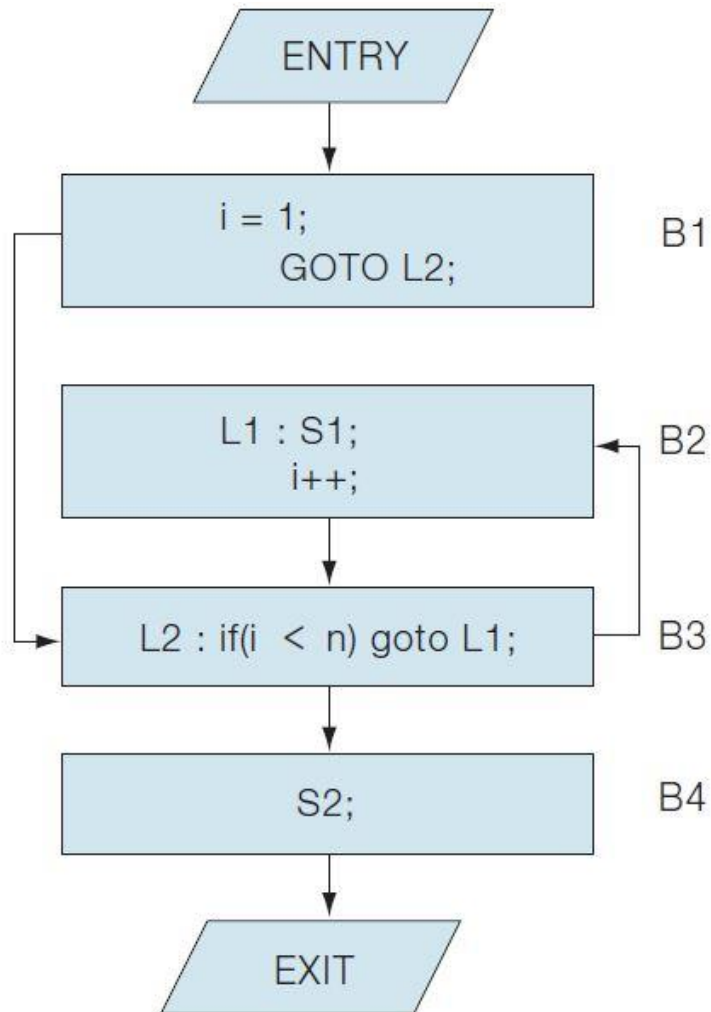 ENTRY
i = 1;
GOTO L2;
B1
L1 : S1;
i++;
B2
L2 : if(i < n) goto L1;
B3
S2;
B4
EXIT